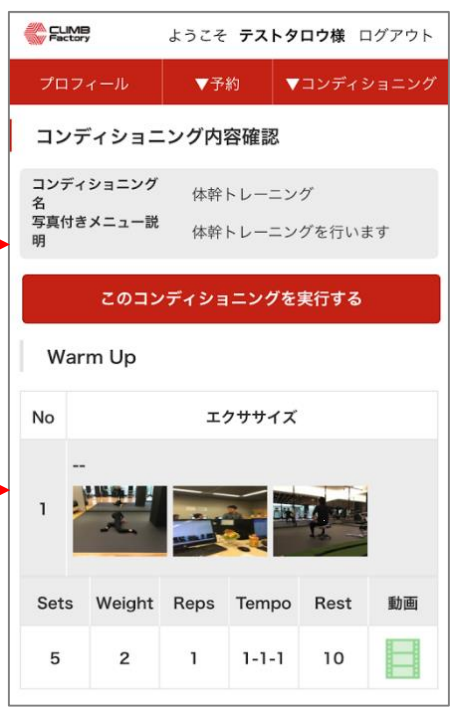 CLIMB
Factory
ようこそ テストタロウ様 ログアウト
プロフィール ▼予約 ▼コンディショニング
コンディショニング内容確認
コンディショニング
名
体幹トレーニング
写真付きメニュー説
明
体幹トレーニングを行います
このコンディショニングを実行する
Warm Up
No エクササイズ
--
1
Sets Weight Reps Tempo Rest 動画
5 2 1 1-1-1 10